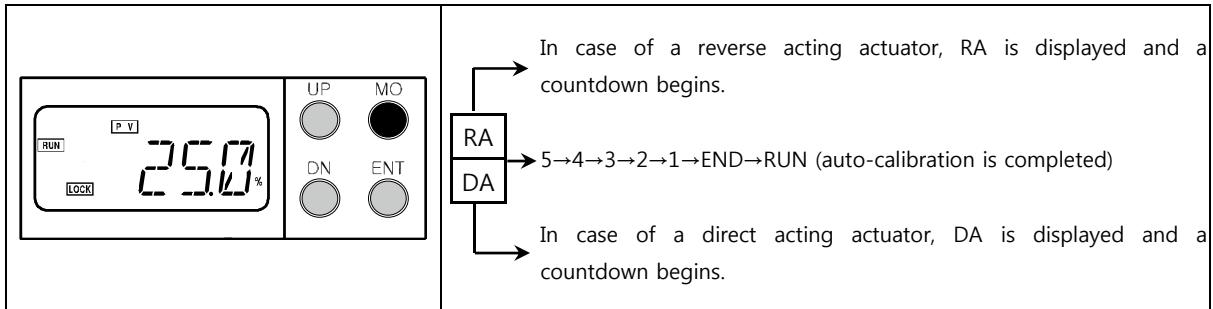 UP MO
P V
RUN
25.0
%
LOCK
DN ENT
In case of a reverse acting actuator, RA is displayed and a
countdown begins.
RA
5→4→3→2→1→END→RUN (auto-calibration is completed)
DA
In case of a direct acting actuator, DA is displayed and a
countdown begins.